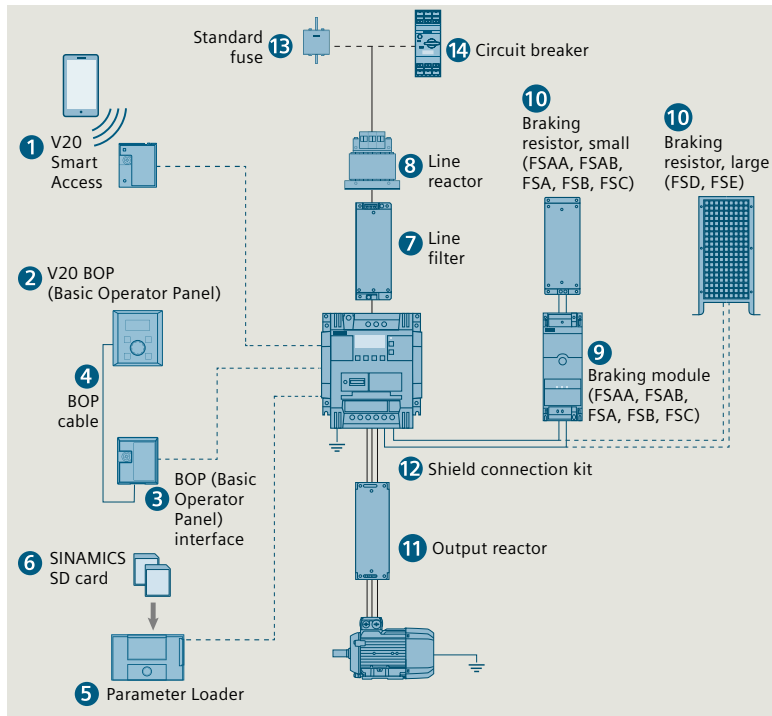 Standard
fuse
13
14 Circuit breaker
10
Braking
resistor, small
(FSAA, FSAB,
FSA, FSB, FSC)
10
Braking
resistor, large
(FSD, FSE)
1 V20
Smart
Access
8 Line
reactor
7 Line
filter
2 V20 BOP
(Basic Operator Panel)
4
BOP
cable
9
Braking module
(FSAA, FSAB,
FSA, FSB, FSC)
3 BOP (Basic
Operator
Panel)
interface
12 Shield connection kit
11 Output reactor
6 SINAMICS
SD card
5 Parameter Loader